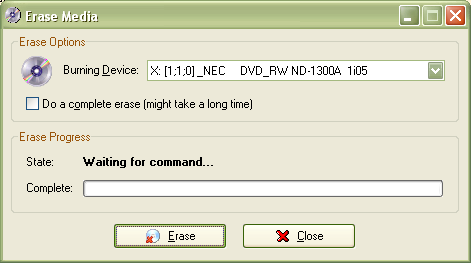 Erase Media
Erase Options
Burning Device: X: [1;1;0] _NEC DVD_RW ND-1300A 1i05
Do a complete erase (might take a long time)
Erase Progress
State: Waiting for command...
Complete:
Erase Close